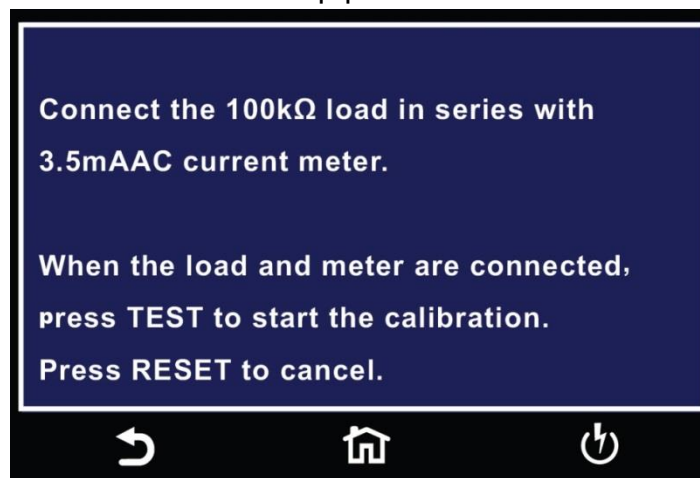 Connect the 100kΩ load in series with
3.5mAAC current meter.
When the load and meter are connected,
press TEST to start the calibration.
Press RESET to cancel.